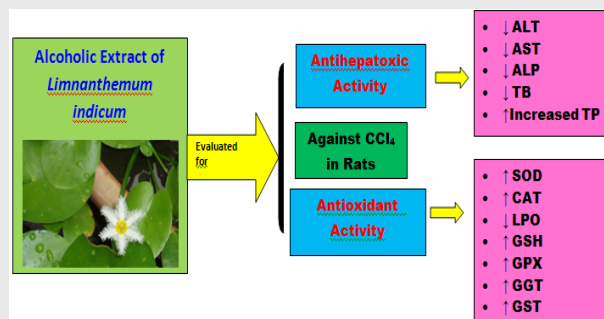 Alcoholic Extract of
Limnanthemum
indicum
Evaluated
for
Antihepatoxic
Activity
Against CCl₄
in Rats
Antioxidant
Activity
• ↓ALT
• ↓AST
• ↓ALP
• ↓TB
• ↑Increased TP
• ↑SOD
• ↑CAT
• ↓LPO
• ↑GSH
• ↑GPX
• ↑GGT
• ↑GST